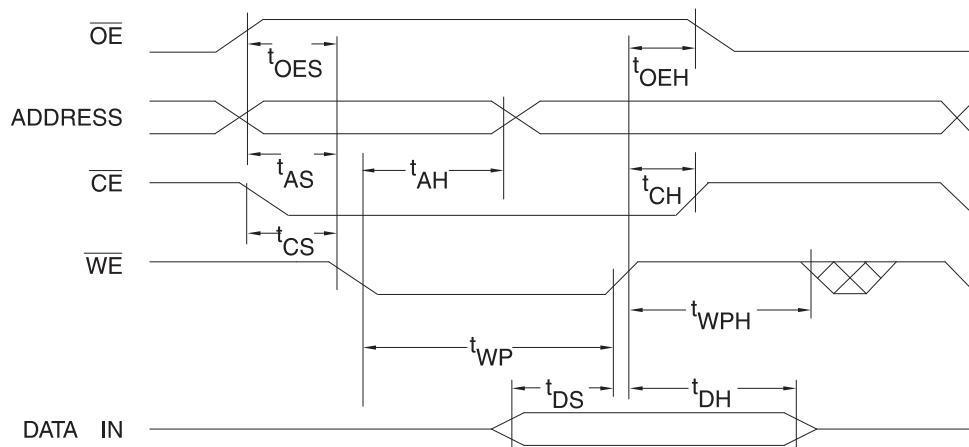 OE
tOES
tOEH
ADDRESS
tAS
tAH
CE
tCH
tCS
WE
tWPH
tWP
tDS
tDH
DATA IN